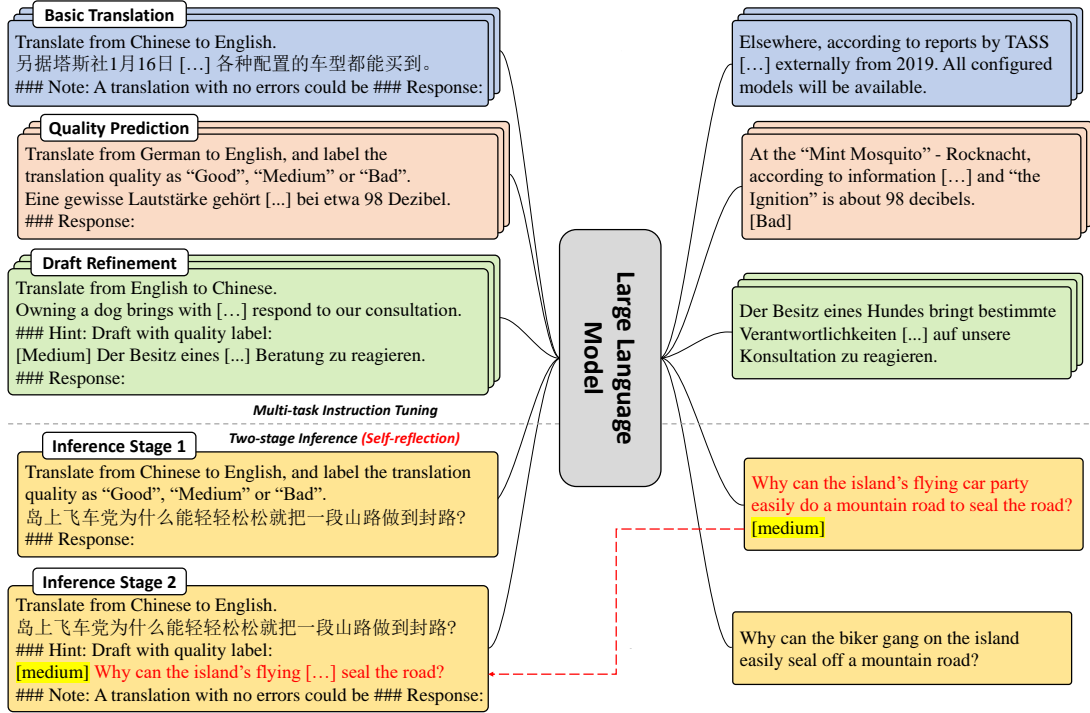 Basic Translation
Translate from Chinese to English.
另据塔斯社1月16日 […] 各种配置的车型都能买到。
### Note: A translation with no errors could be ### Response:
Elsewhere, according to reports by TASS
[…] externally from 2019. All configured
models will be available.
Quality Prediction
Translate from German to English, and label the
translation quality as “Good”, “Medium” or “Bad”.
Eine gewisse Lautstärke gehört [...] bei etwa 98 Dezibel.
### Response:
At the “Mint Mosquito” - Rocknacht,
according to information […] and “the
Ignition” is about 98 decibels.
[Bad]
Draft Refinement
Translate from English to Chinese.
Owning a dog brings with […] respond to our consultation.
### Hint: Draft with quality label:
[Medium] Der Besitz eines [...] Beratung zu reagieren.
### Response:
Der Besitz eines Hundes bringt bestimmte
Verantwortlichkeiten [...] auf unsere
Konsultation zu reagieren.
Large Language
Model
Multi-task Instruction Tuning
Two-stage Inference (Self-reflection)
Inference Stage 1
Translate from Chinese to English, and label the translation
quality as “Good”, “Medium” or “Bad”.
岛上飞车党为什么能轻轻松松就把一段山路做到封路?
### Response:
Why can the island’s flying car party
easily do a mountain road to seal the road?
[medium]
Inference Stage 2
Translate from Chinese to English.
岛上飞车党为什么能轻轻松松就把一段山路做到封路?
### Hint: Draft with quality label:
[medium] Why can the island’s flying […] seal the road?
### Note: A translation with no errors could be ### Response:
Why can the biker gang on the island
easily seal off a mountain road?